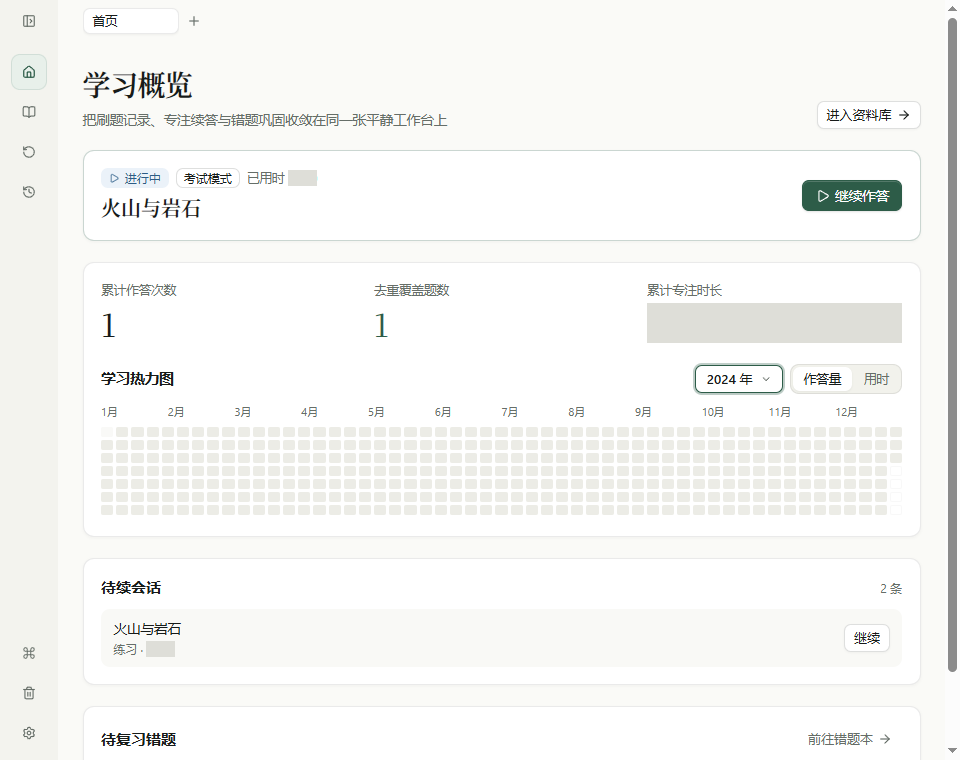 首页
学习概览
把刷题记录、专注续答与错题巩固收敛在同一张平静工作台上
进入资料库
进行中 考试模式 已用时
火山与岩石
继续作答
累计作答次数 去重覆盖题数 累计专注时长
1 1
学习热力图 2024 年 作答量 用时
1月 2月 3月 4月 5月 6月 7月 8月 9月 10月 11月 12月
待续会话 2 条
火山与岩石
练习 ·
继续
待复习错题 前往错题本